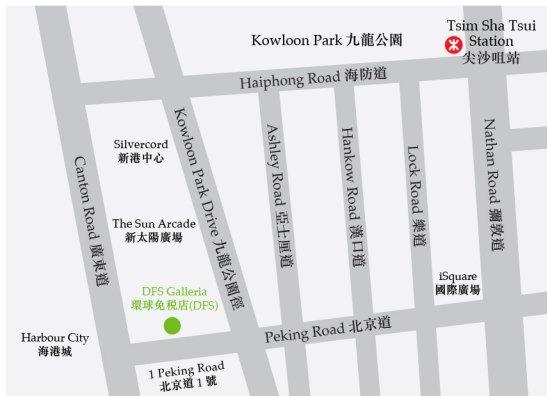 Tsim Sha Tsui
Station
尖沙咀站
Kowloon Park 九龍公園
Haiphong Road 海防道
Silvercord
新港中心
Canton Road 廣東道
Kowloon Park Drive 九龍公園徑
Ashley Road 亞士厘道
Hankow Road 漢口道
Lock Road 樂道
Nathan Road 彌敦道
The Sun Arcade
新太陽廣場
iSquare
國際廣場
DFS Galleria
環球免税店(DFS)
Peking Road 北京道
Harbour City
海港城
1 Peking Road
北京道 1 號